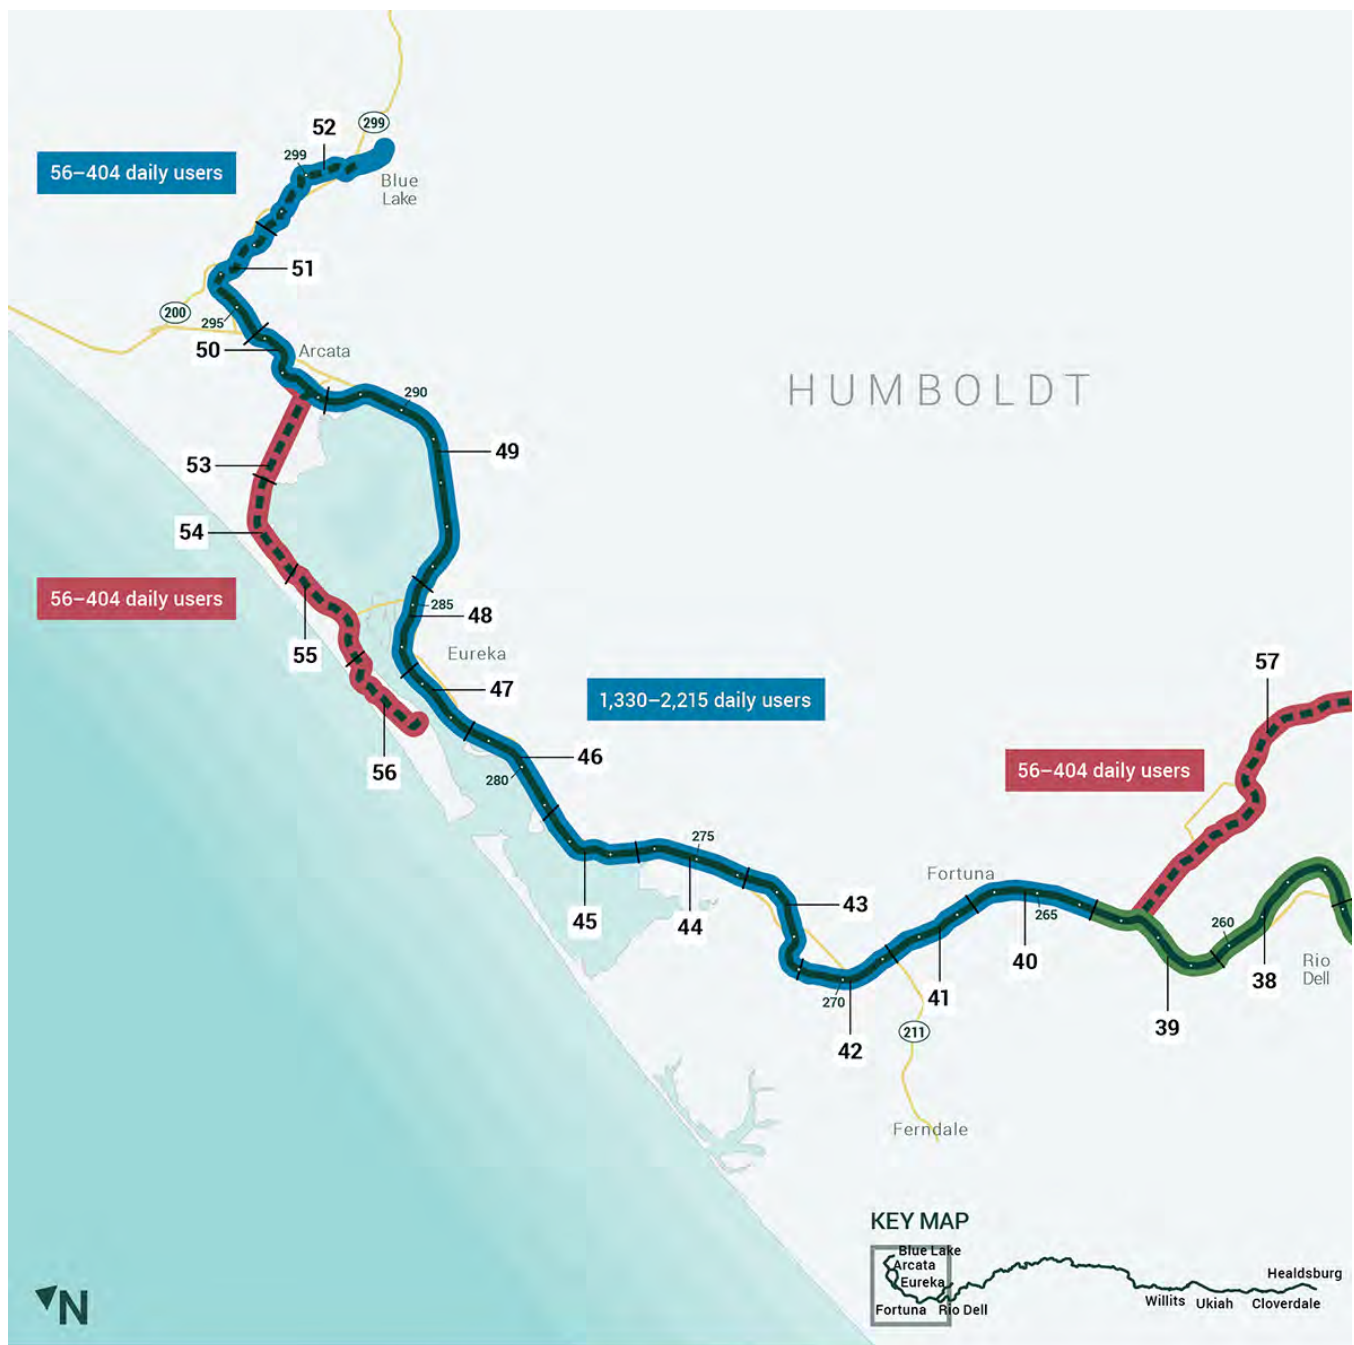 299
52
299
56–404 daily users
Blue
Lake
51
200
295
50
Arcata
HUMBOLDT
290
49
53
54
56–404 daily users
285
48
55
Eureka
57
47
1,330–2,215 daily users
46
56
280
56–404 daily users
275
Fortuna
43
265
260
45
44
40
Rio
Dell
38
41
270
39
211
42
Ferndale
KEY MAP
Blue Lake
Arcata
Eureka
Fortuna
Rio Dell
Willits
Ukiah
Cloverdale
Healdsburg
N